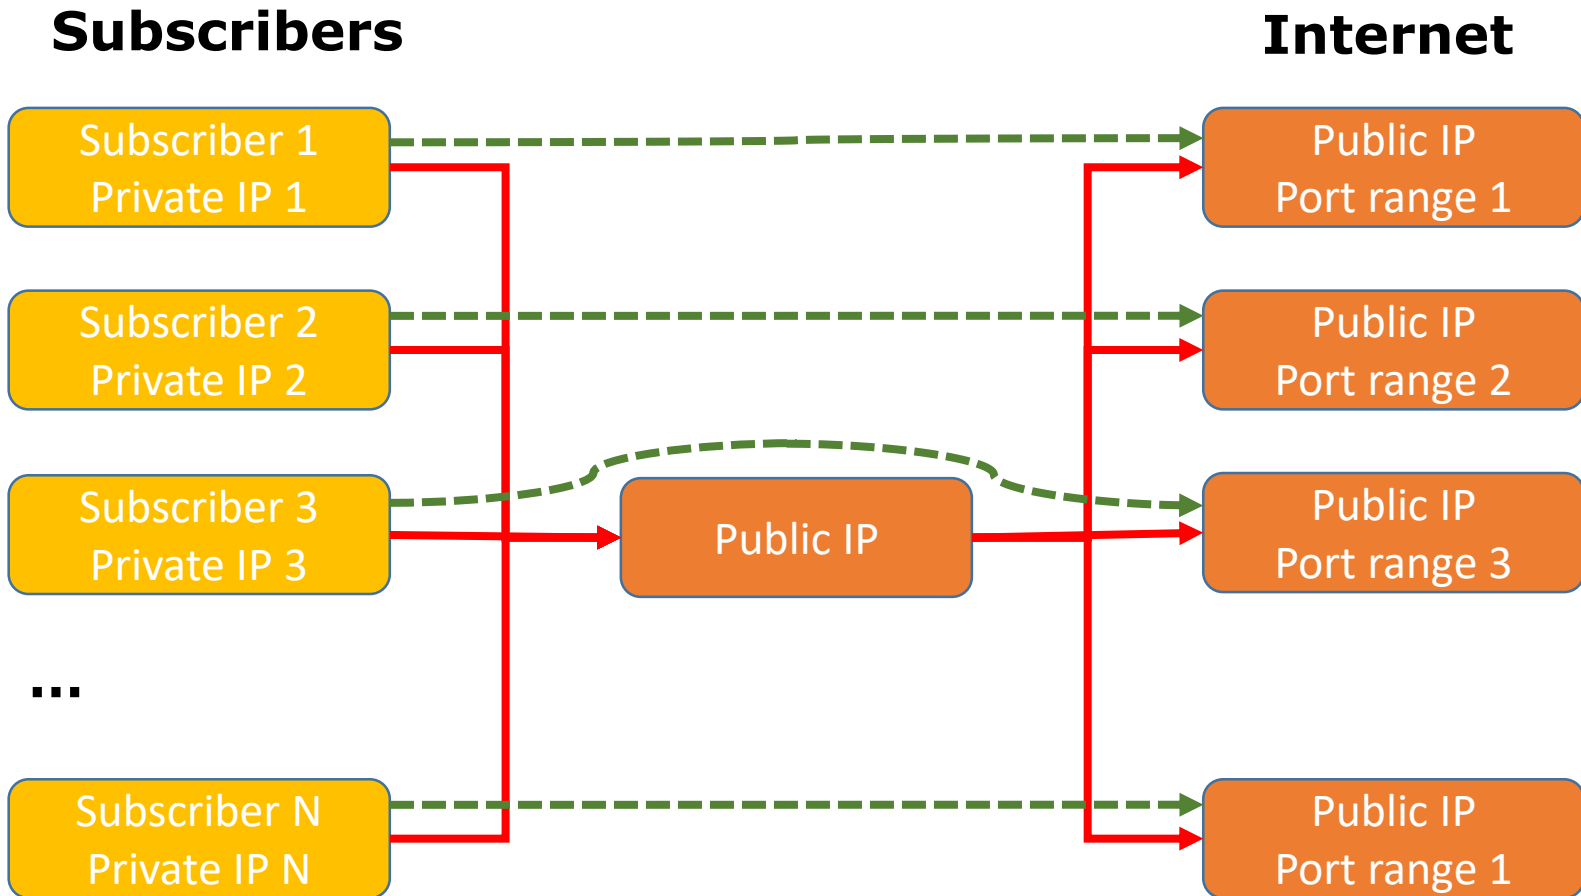 Subscribers
Internet
Subscriber 1
Private IP 1
Public IP
Port range 1
Subscriber 2
Private IP 2
Public IP
Port range 2
Subscriber 3
Private IP 3
Public IP
Public IP
Port range 3
...
Subscriber N
Private IP N
Public IP
Port range 1